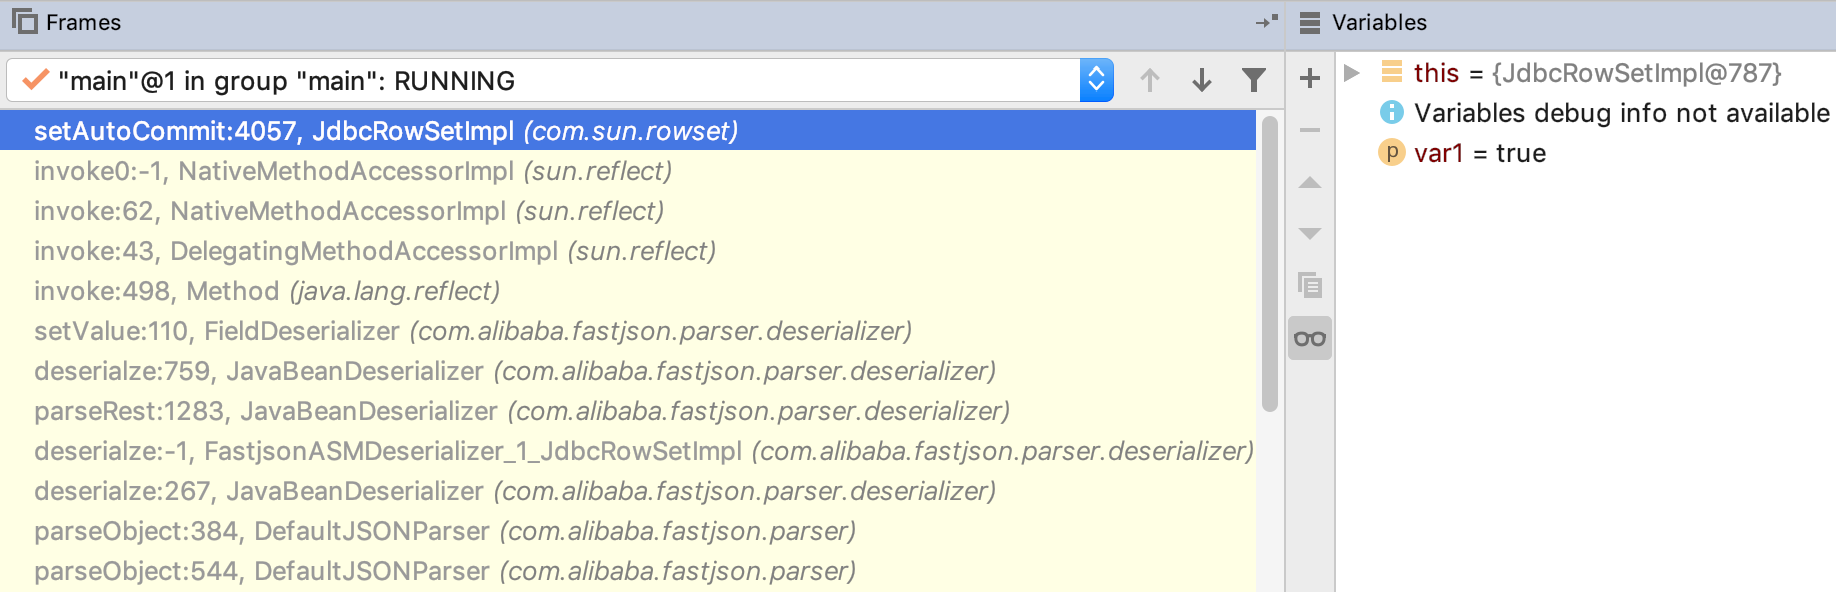 Frames
"main"@1 in group "main": RUNNING
setAutoCommit:4057, JdbcRowSetImpl (com.sun.rowset)
invoke0:-1, NativeMethodAccessorImpl (sun.reflect)
invoke:62, NativeMethodAccessorImpl (sun.reflect)
invoke:43, DelegatingMethodAccessorImpl (sun.reflect)
invoke:498, Method (java.lang.reflect)
setValue:110, FieldDeserializer (com.alibaba.fastjson.parser.deserializer)
deserialze:759, JavaBeanDeserializer (com.alibaba.fastjson.parser.deserializer)
parseRest:1283, JavaBeanDeserializer (com.alibaba.fastjson.parser.deserializer)
deserialze:-1, FastjsonASMDeserializer_1_JdbcRowSetImpl (com.alibaba.fastjson.parser.deserializer)
deserialze:267, JavaBeanDeserializer (com.alibaba.fastjson.parser.deserializer)
parseObject:384, DefaultJSONParser (com.alibaba.fastjson.parser)
parseObject:544, DefaultJSONParser (com.alibaba.fastjson.parser)
Variables
this = {JdbcRowSetImpl@787}
Variables debug info not available
p var1 = true